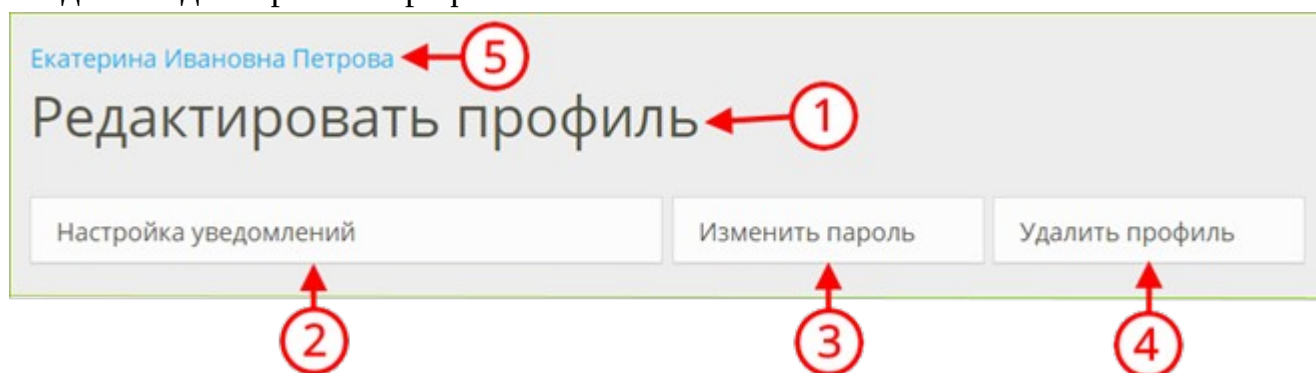 Екатерина Ивановна Петрова
5
Редактировать профиль
1
Настройка уведомлений
Изменить пароль
Удалить профиль
2
3
4